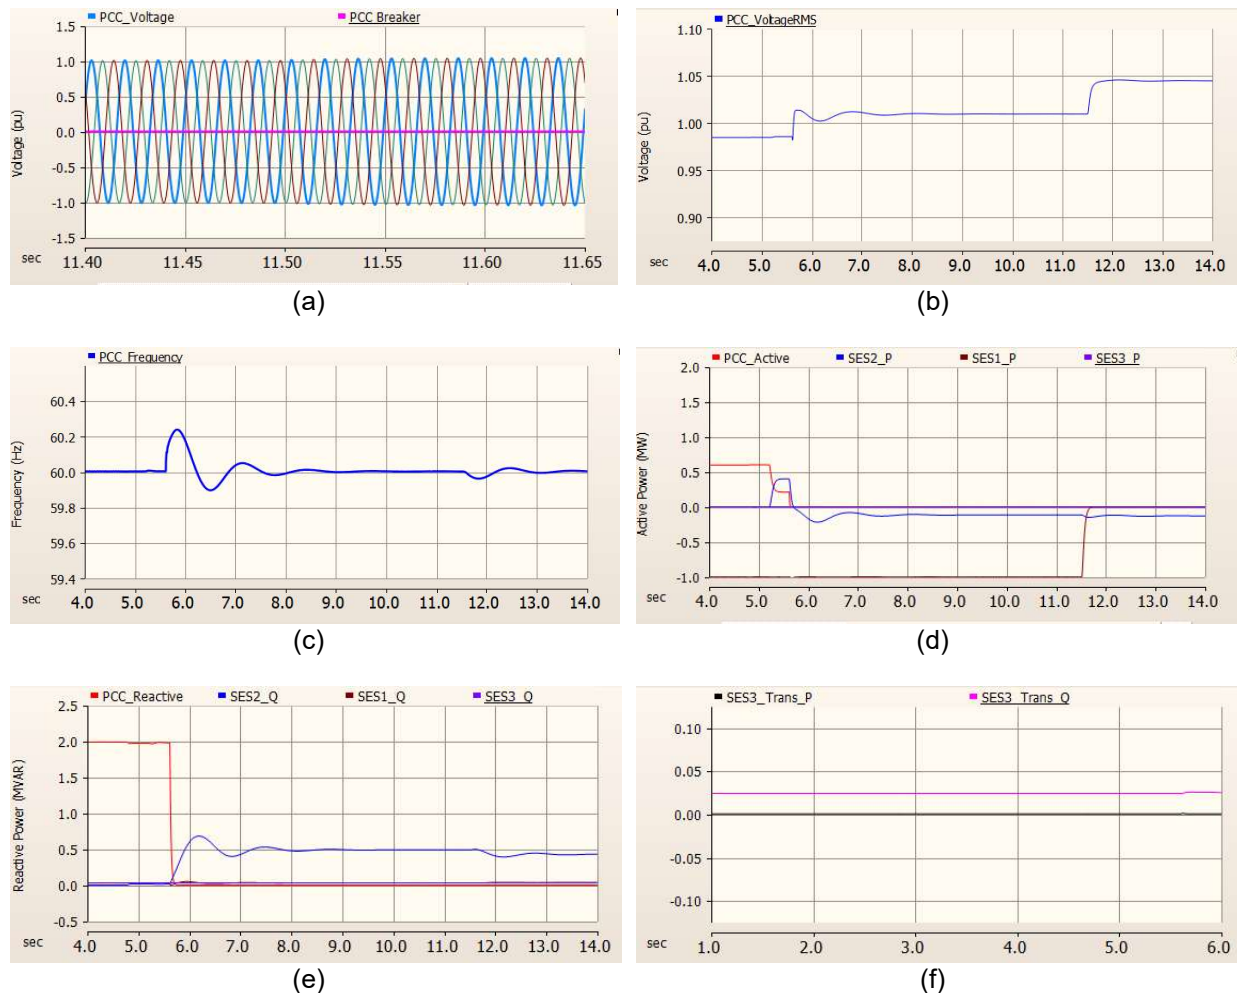 PCC_Voltage PCC Breaker
1.5
1.0
0.5
0.0
-0.5
-1.0
-1.5
Voltage (pu)
sec 11.40 11.45 11.50 11.55 11.60 11.65
(a)
PCC_VoltageRMS
1.10
1.05
1.00
0.95
0.90
Voltage (pu)
sec 4.0 5.0 6.0 7.0 8.0 9.0 10.0 11.0 12.0 13.0 14.0
(b)
PCC_Frequency
60.4
60.2
60.0
59.8
59.6
59.4
Frequency (Hz)
sec 4.0 5.0 6.0 7.0 8.0 9.0 10.0 11.0 12.0 13.0 14.0
(c)
PCC_Active SES2_P SES1_P SES3_P
2.0
1.5
1.0
0.5
0.0
-0.5
-1.0
Active Power (MW)
sec 4.0 5.0 6.0 7.0 8.0 9.0 10.0 11.0 12.0 13.0 14.0
(d)
PCC_Reactive SES2_Q SES1_Q SES3_Q
2.5
2.0
1.5
1.0
0.5
0.0
-0.5
Reactive Power (MVAR)
sec 4.0 5.0 6.0 7.0 8.0 9.0 10.0 11.0 12.0 13.0 14.0
(e)
SES3_Trans_P SES3_Trans_Q
0.10
0.05
0.00
-0.05
-0.10
sec 1.0 2.0 3.0 4.0 5.0 6.0
(f)